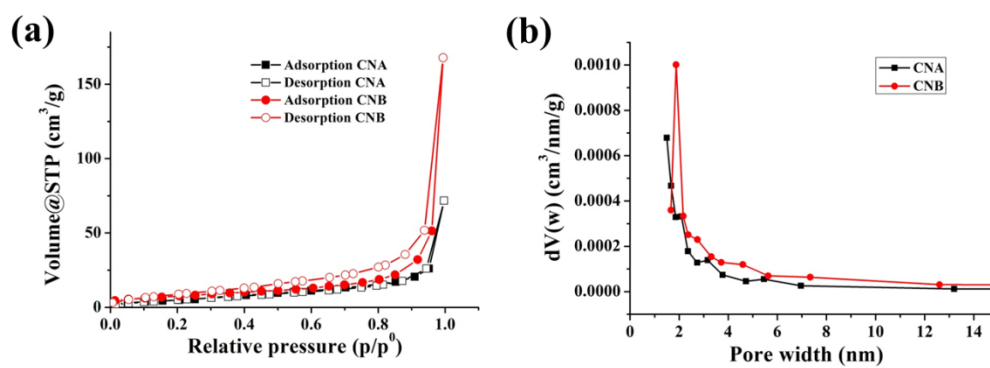 (a)
Volume@STP (cm³/g)
150
100
50
0
Adsorption CNA
Desorption CNA
Adsorption CNB
Desorption CNB
0.0 0.2 0.4 0.6 0.8 1.0
Relative pressure (p/p⁰)
(b)
dV(w) (cm³/nm/g)
0.0010
0.0008
0.0006
0.0004
0.0002
0.0000
CNA
CNB
0 2 4 6 8 10 12 14
Pore width (nm)